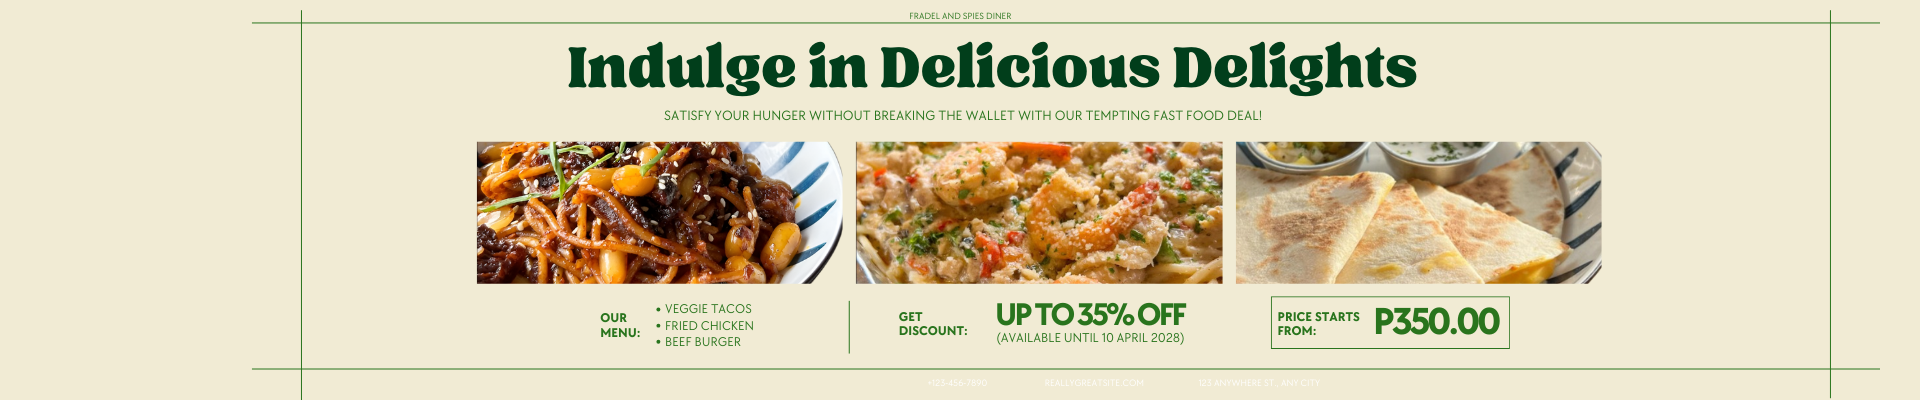 FRADEL AND SPIES DINER
Indulge in Delicious Delights
SATISFY YOUR HUNGER WITHOUT BREAKING THE WALLET WITH OUR TEMPTING FAST FOOD DEAL!
OUR
MENU:
• VEGGIE TACOS
• FRIED CHICKEN
• BEEF BURGER
GET
DISCOUNT:
UP TO 35% OFF
(AVAILABLE UNTIL 10 APRIL 2028)
PRICE STARTS
FROM:
P350.00
+123-456-7890 REALLYGREATSITE.COM 123 ANYWHERE ST., ANY CITY